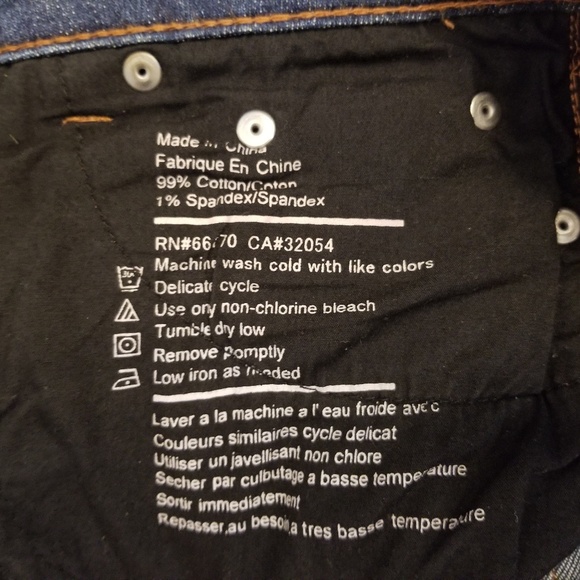 Made in China
Fabrique En Chine
99% Cotton/Coton
1% Spandex/Spandex
CA#32054
Machine wash cold with like colors
Delicate cycle
Use ony non-chlorine bleach
Tumble dry low
Remove Pomptly
Low iron as needed
Laver a la machine a l'eau froide avec
Couleurs similaires cycle delicat
Utiliser un javellisant non chlore
Secher par culbutage a basse temperature
Sortir immediatement
Repasser,au besoin,a tres basse temperature